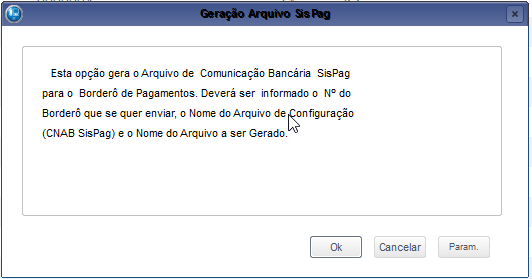 Geração Arquivo SisPag
Esta opção gera o Arquivo de Comunicação Bancária SisPag
para o Borderô de Pagamentos. Deverá ser informado o Nº do
Borderô que se quer enviar, o Nome do Arquivo de Configuração
(CNAB SisPag) e o Nome do Arquivo a ser Gerado.
Ok
Cancelar
Param.